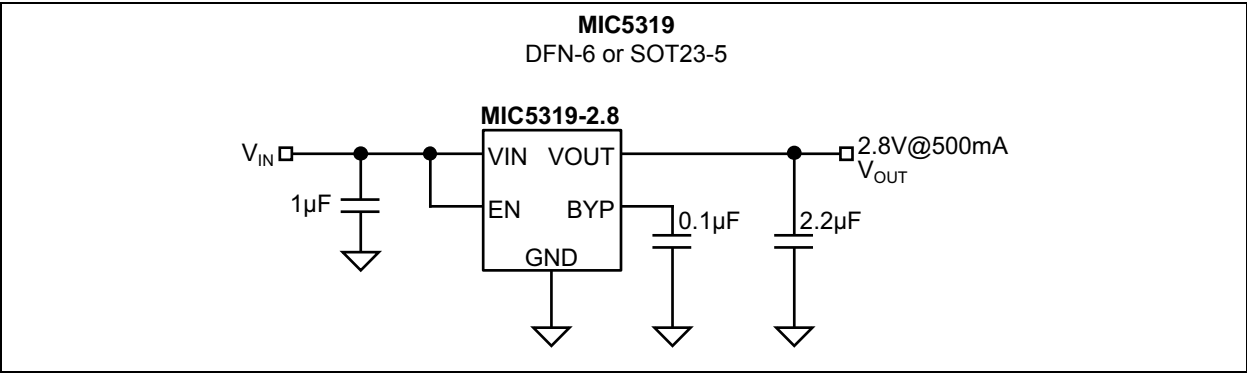 MIC5319
DFN-6 or SOT23-5
MIC5319-2.8
VIN
VIN VOUT
2.8V@500mA
VOUT
1µF
EN BYP
0.1µF
2.2µF
GND